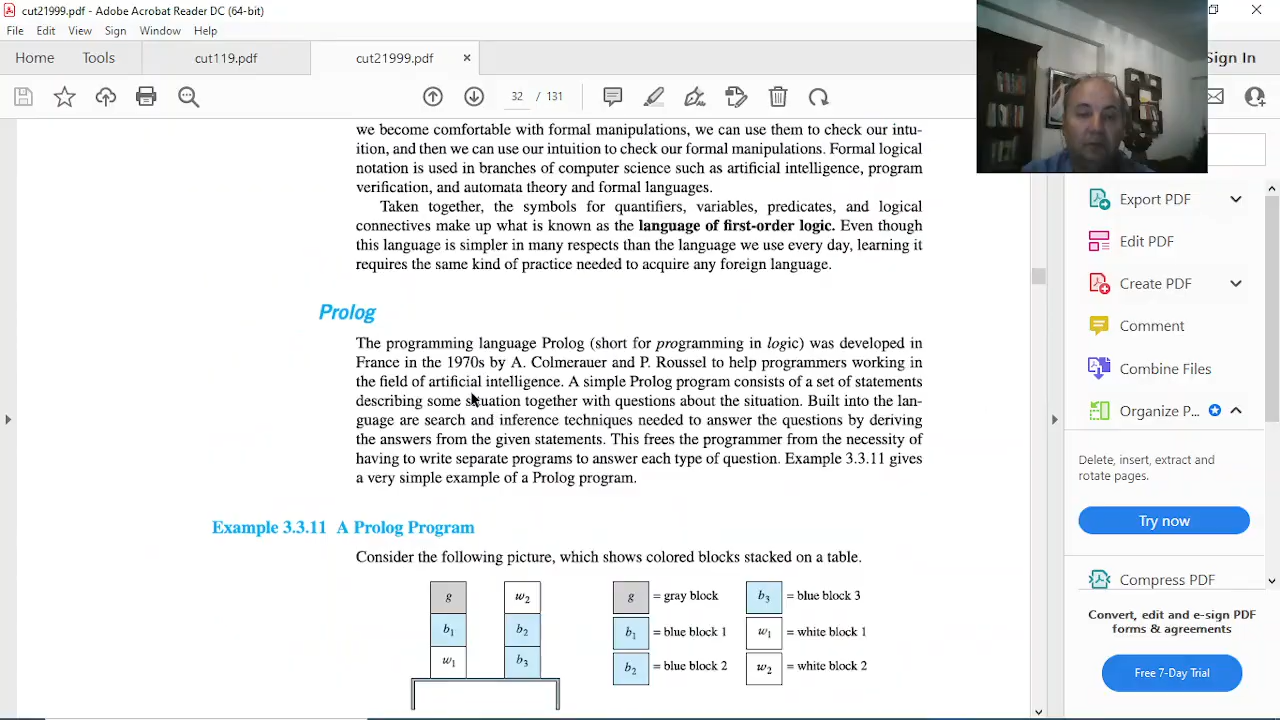 cut21999.pdf - Adobe Acrobat Reader DC (64-bit)
File Edit View Sign Window Help
Home Tools cut119.pdf cut21999.pdf × Sign In
32 / 131
we become comfortable with formal manipulations, we can use them to check our intu-
ition, and then we can use our intuition to check our formal manipulations. Formal logical
notation is used in branches of computer science such as artificial intelligence, program
verification, and automata theory and formal languages.
Taken together, the symbols for quantifiers, variables, predicates, and logical
connectives make up what is known as the language of first-order logic. Even though
this language is simpler in many respects than the language we use every day, learning it
requires the same kind of practice needed to acquire any foreign language.
Prolog
The programming language Prolog (short for programming in logic) was developed in
France in the 1970s by A. Colmerauer and P. Roussel to help programmers working in
the field of artificial intelligence. A simple Prolog program consists of a set of statements
describing some situation together with questions about the situation. Built into the lan-
guage are search and inference techniques needed to answer the questions by deriving
the answers from the given statements. This frees the programmer from the necessity of
having to write separate programs to answer each type of question. Example 3.3.11 gives
a very simple example of a Prolog program.
Example 3.3.11 A Prolog Program
Consider the following picture, which shows colored blocks stacked on a table.
g w2 g = gray block b3 = blue block 3
b1 b2 b1 = blue block 1 w1 = white block 1
w1 b3 b2 = blue block 2 w2 = white block 2
Export PDF
Edit PDF
Create PDF
Comment
Combine Files
Organize P...
Delete, insert, extract and
rotate pages.
Try now
Compress PDF
Convert, edit and e-sign PDF
forms & agreements
Free 7-Day Trial